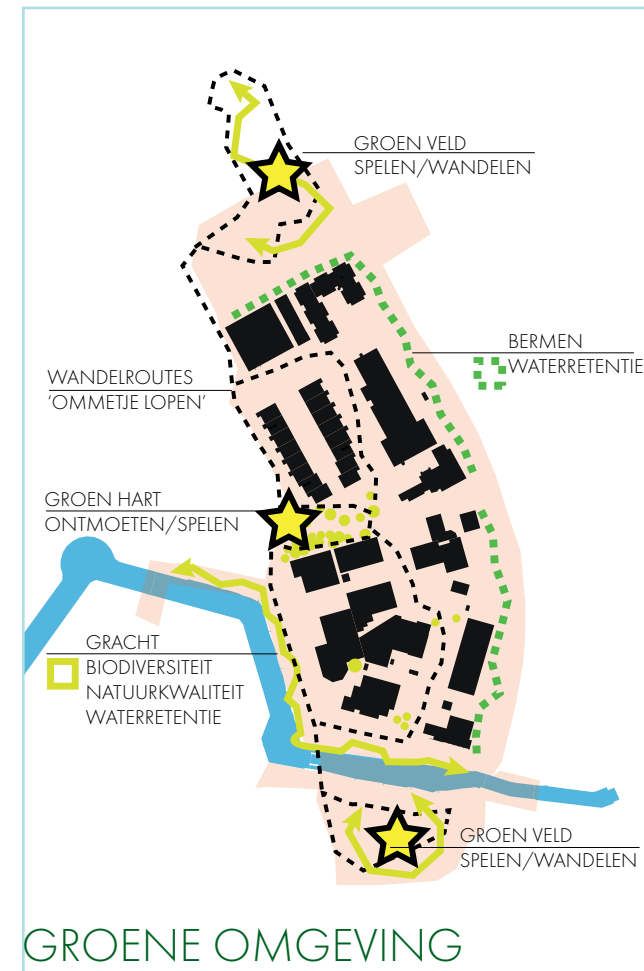 GROEN VELD
SPELEN/WANDELEN
BERMEN
WATERRETENTIE
WANDELROUTES
‘OMMETJE LOPEN’
GROEN HART
ONTMOETEN/SPELEN
GRACHT
BIODIVERSITEIT
NATUURKWALITEIT
WATERRETENTIE
GROEN VELD
SPELEN/WANDELEN
GROENE OMGEVING